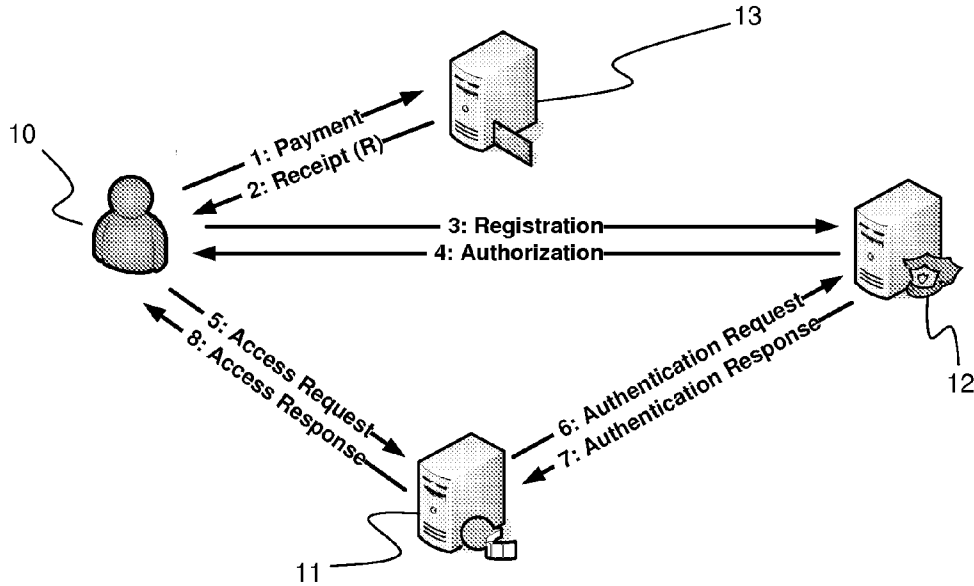 13
10
1: Payment
2: Receipt (R)
3: Registration
4: Authorization
5: Access Request
8: Access Response
6: Authentication Request
7: Authentication Response
12
11